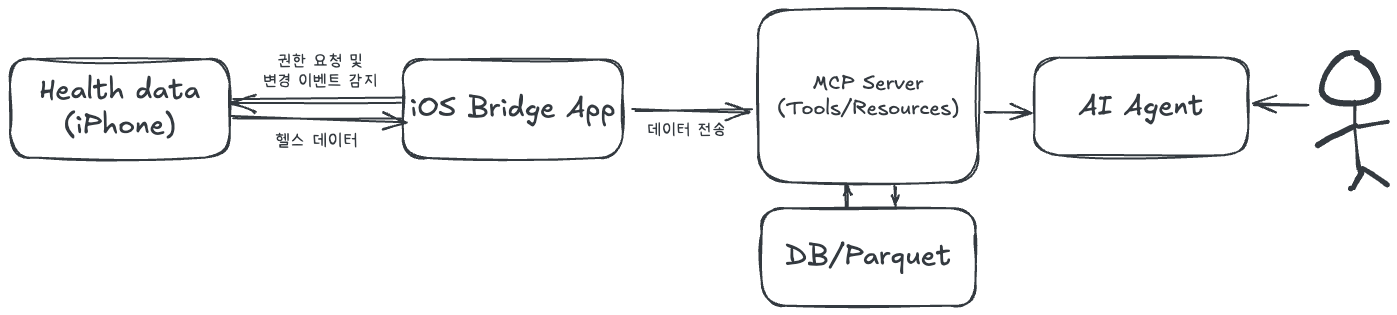 Health data
(iPhone)
권한 요청 및
변경 이벤트 감지
헬스 데이터
iOS Bridge App
데이터 전송
MCP Server
(Tools/Resources)
DB/Parquet
AI Agent